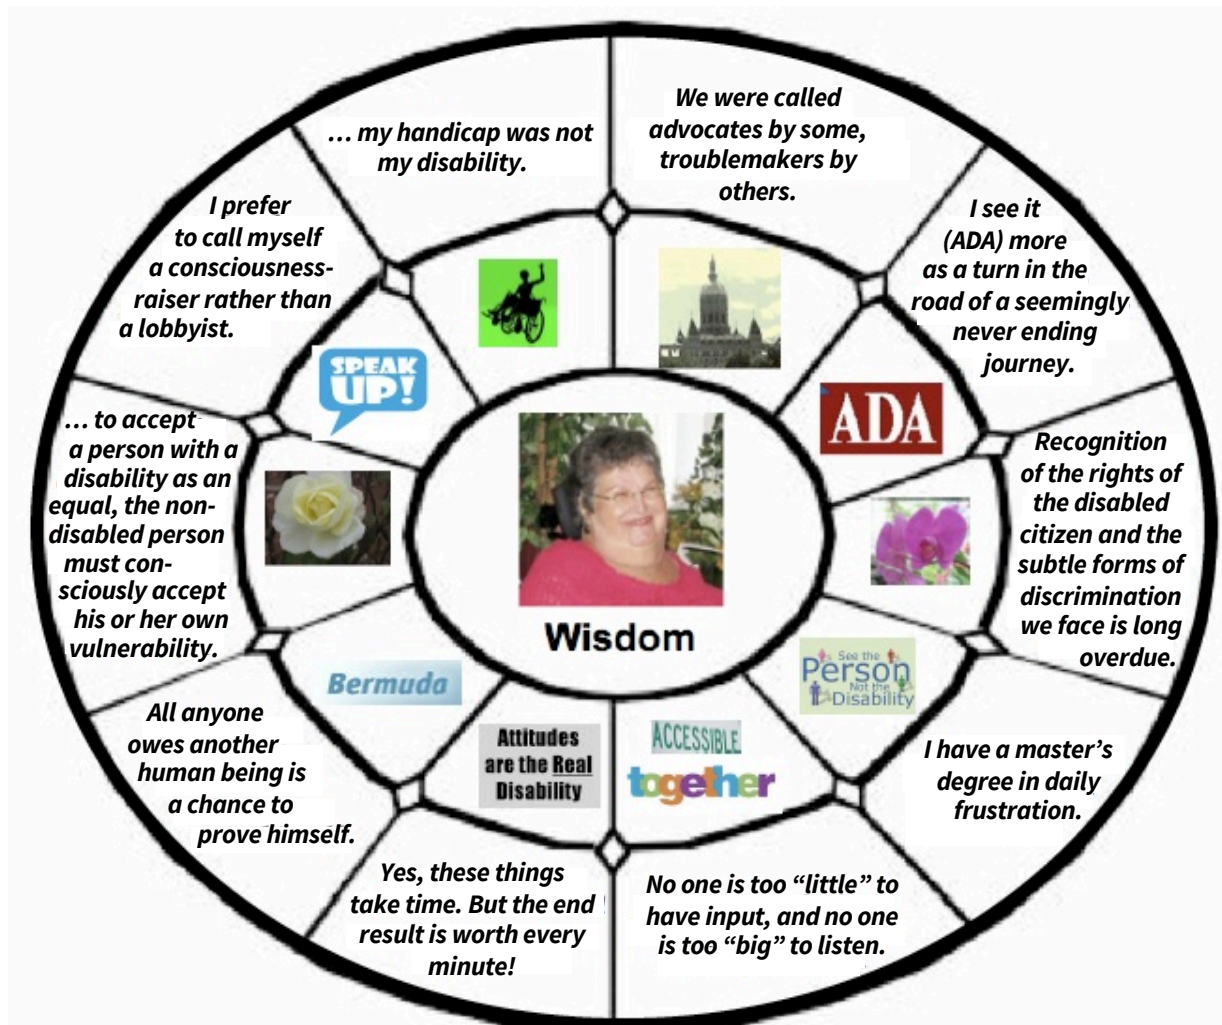 … my handicap was not
my disability.
We were called
advocates by some,
troublemakers by
others.
I see it
(ADA) more
as a turn in the
road of a seemingly
never ending
journey.
Recognition
of the rights of
the disabled
citizen and the
subtle forms of
discrimination
we face is long
overdue.
I have a master’s
degree in daily
frustration.
No one is too “little” to
have input, and no one
is too “big” to listen.
Yes, these things
take time. But the end
result is worth every
minute!
All anyone
owes another
human being is
a chance to
prove himself.
… to accept
a person with a
disability as an
equal, the non-
disabled person
must con-
sciously accept
his or her own
vulnerability.
I prefer
to call myself
a consciousness-
raiser rather than
a lobbyist.
SPEAK
UP!
ADA
See the
Person
Not the
Disability
ACCESSIBLE
together
Attitudes
are the Real
Disability
Bermuda
Wisdom